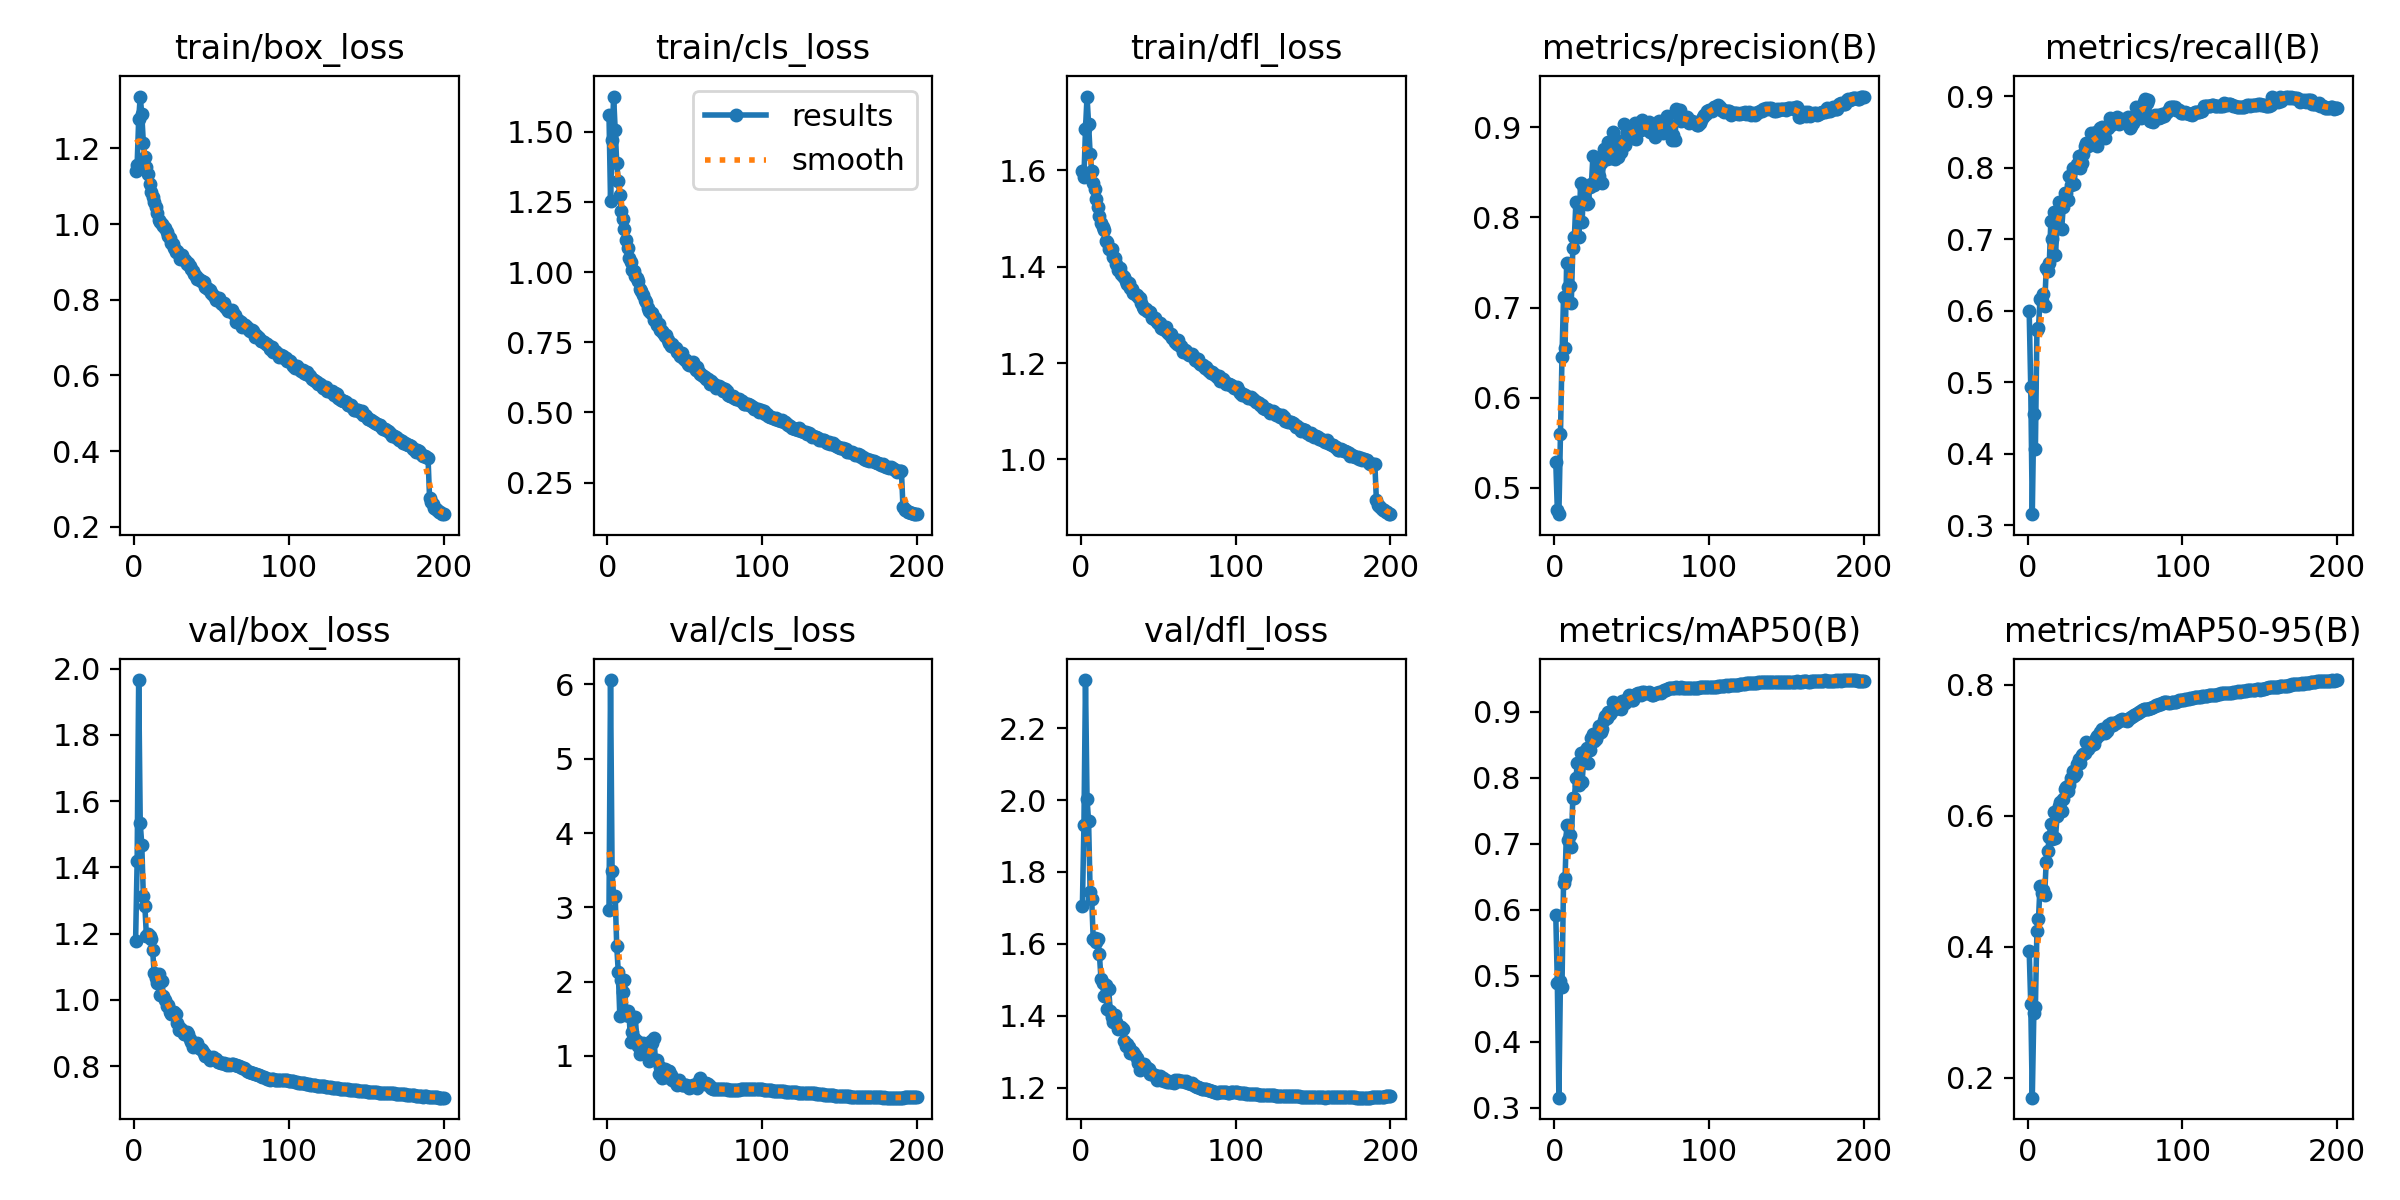 train/box_loss
1.2
1.0
0.8
0.6
0.4
0.2
0 100 200
train/cls_loss
results
smooth
1.50
1.25
1.00
0.75
0.50
0.25
0 100 200
train/dfl_loss
1.6
1.4
1.2
1.0
0 100 200
metrics/precision(B)
0.9
0.8
0.7
0.6
0.5
0 100 200
metrics/recall(B)
0.9
0.8
0.7
0.6
0.5
0.4
0.3
0 100 200
val/box_loss
2.0
1.8
1.6
1.4
1.2
1.0
0.8
0 100 200
val/cls_loss
6
5
4
3
2
1
0 100 200
val/dfl_loss
2.2
2.0
1.8
1.6
1.4
1.2
0 100 200
metrics/mAP50(B)
0.9
0.8
0.7
0.6
0.5
0.4
0.3
0 100 200
metrics/mAP50-95(B)
0.8
0.6
0.4
0.2
0 100 200